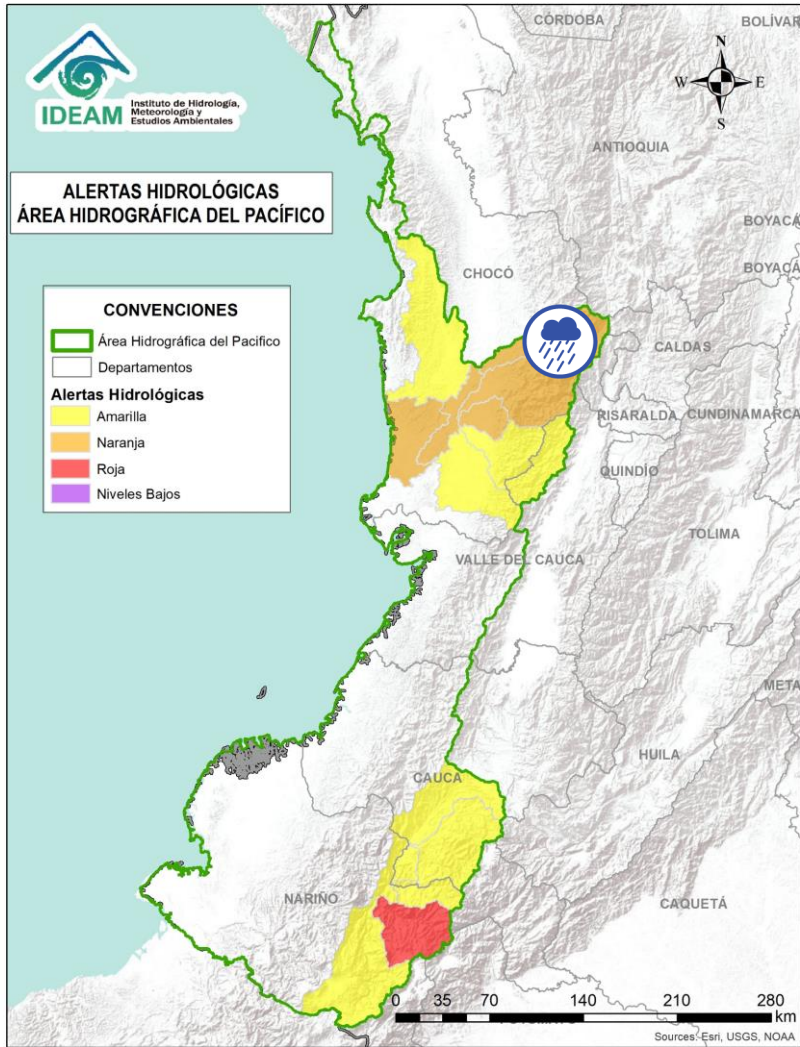 CÓRDOBA
BOLÍVAR
N
W
E
S
IDEAM
Instituto de Hidrología,
Meteorología y
Estudios Ambientales
ANTIOQUIA
ALERTAS HIDROLÓGICAS
ÁREA HIDROGRÁFICA DEL PACÍFICO
BOYACÁ
BOYACÁ
CHOCÓ
CONVENCIONES
Área Hidrográfica del Pacifico
Departamentos
Alertas Hidrológicas
Amarilla
Naranja
Roja
Niveles Bajos
CALDAS
RISARALDA
CUNDINAMARCA
QUINDÍO
TOLIMA
VALLE DEL CAUCA
META
HUILA
CAUCA
NARIÑO
CAQUETÁ
0 35 70 140 210 280
km
Sources: Esri, USGS, NOAA